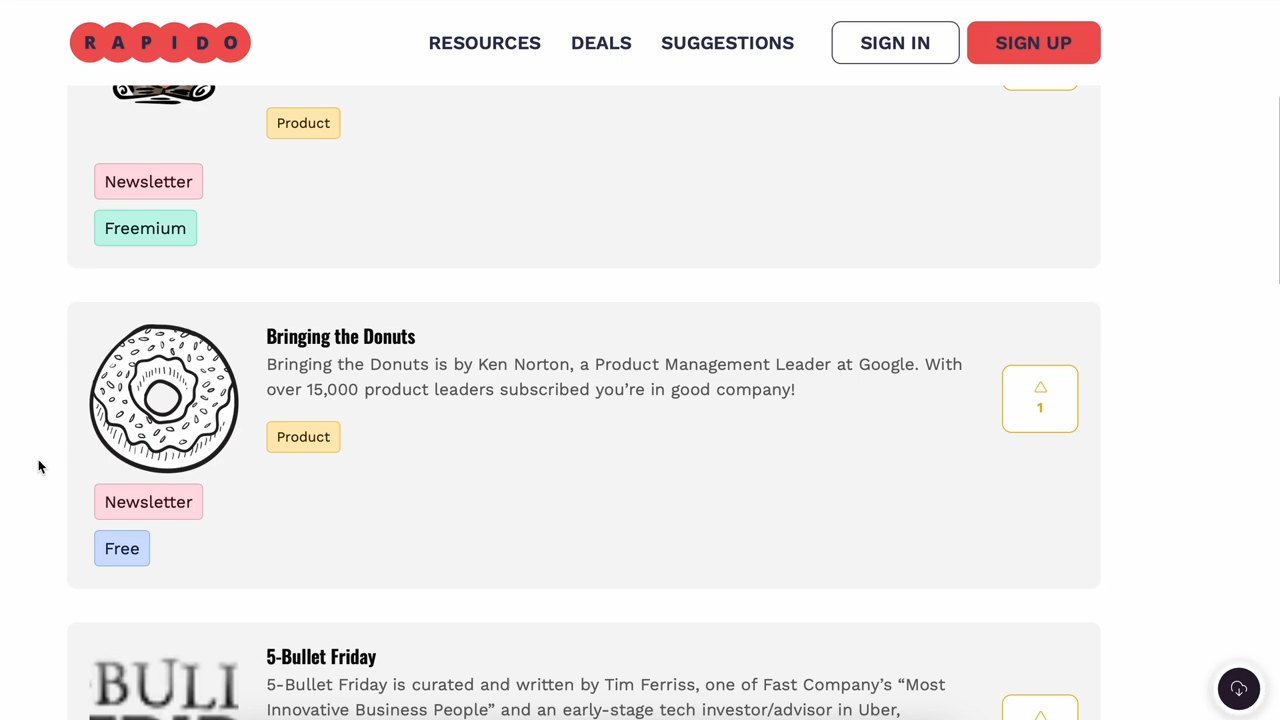 RAPIDO
RESOURCES
DEALS
SUGGESTIONS
SIGN IN
SIGN UP
Product
Newsletter
Freemium
Bringing the Donuts
Bringing the Donuts is by Ken Norton, a Product Management Leader at Google. With
over 15,000 product leaders subscribed you’re in good company!
1
Product
Newsletter
Free
BULL
5-Bullet Friday
5-Bullet Friday is curated and written by Tim Ferriss, one of Fast Company’s “Most
Innovative Business People” and an early-stage tech investor/advisor in Uber,